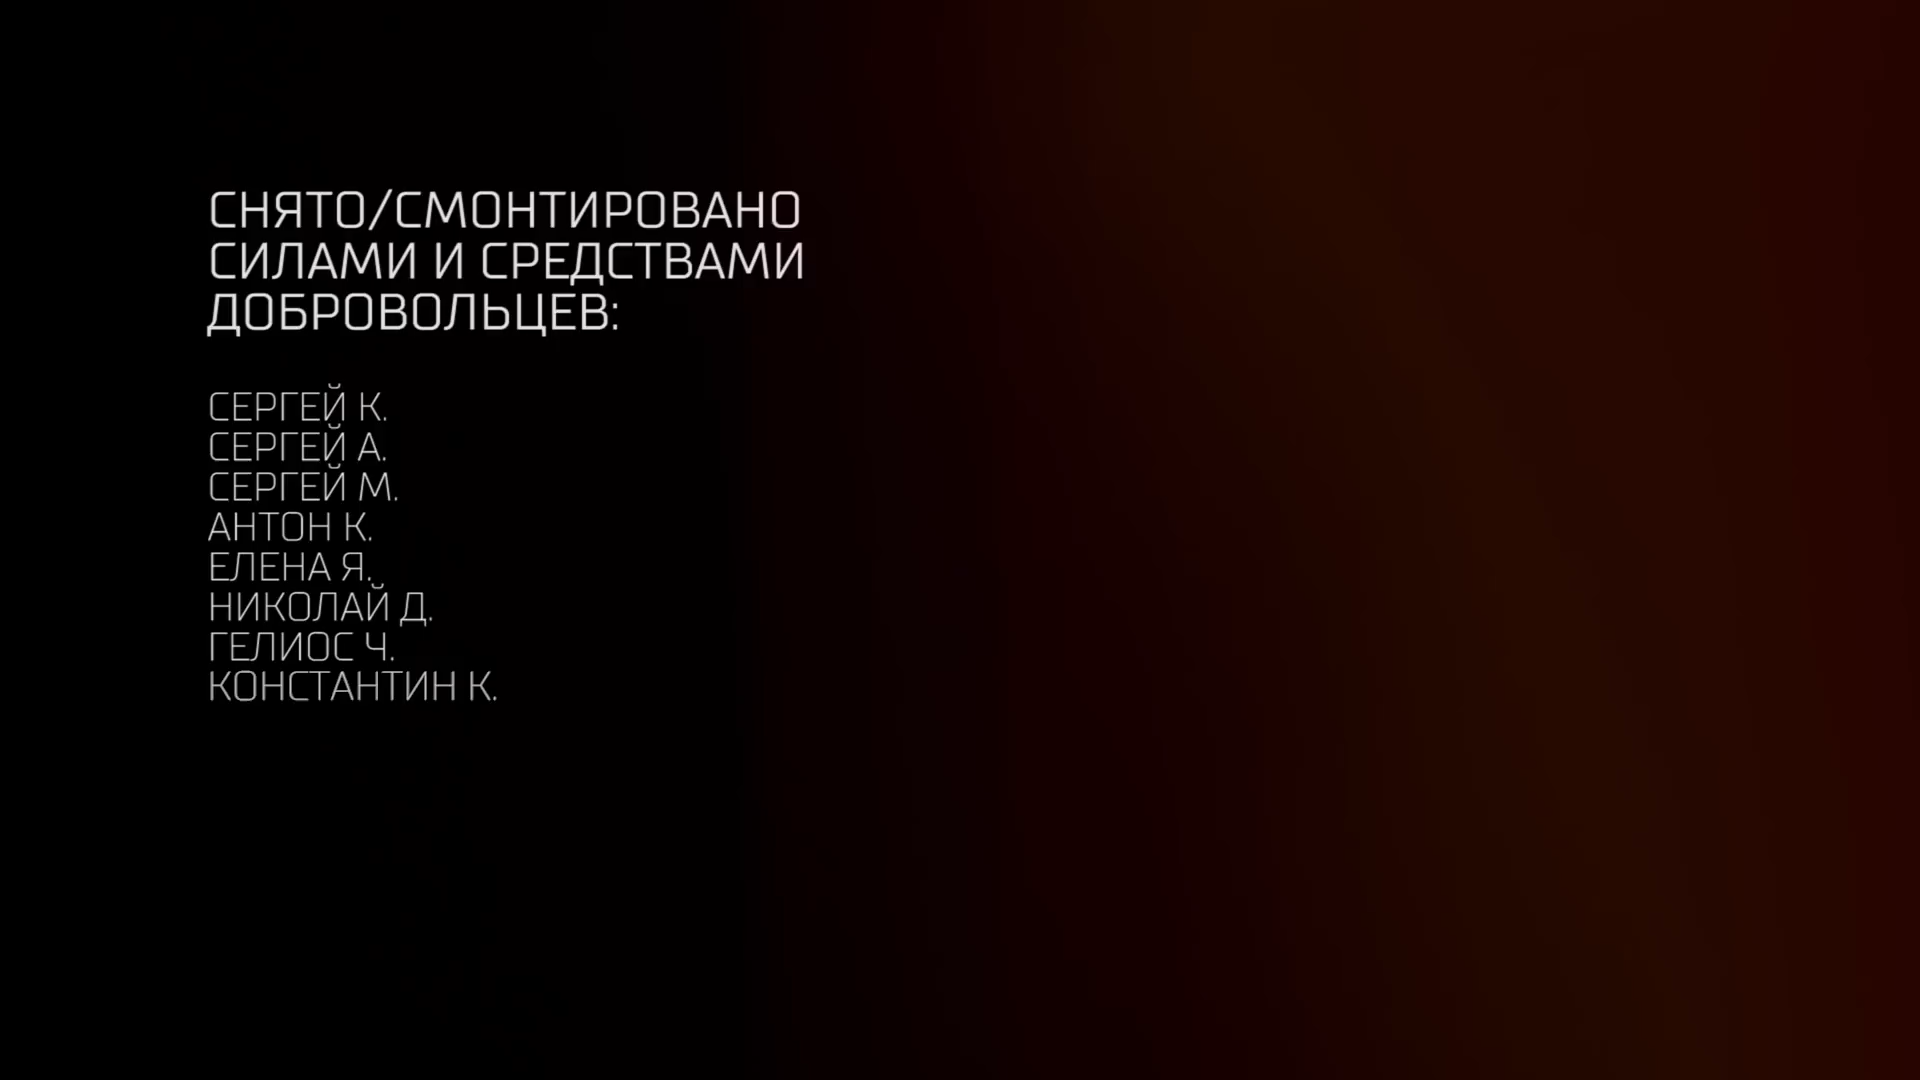 СНЯТО/СМОНТИРОВАНО
СИЛАМИ И СРЕДСТВАМИ
ДОБРОВОЛЬЦЕВ:
СЕРГЕЙ К.
СЕРГЕЙ А.
СЕРГЕЙ М.
АНТОН К.
ЕЛЕНА Я.
НИКОЛАЙ Д.
ГЕЛИОС Ч.
КОНСТАНТИН К.